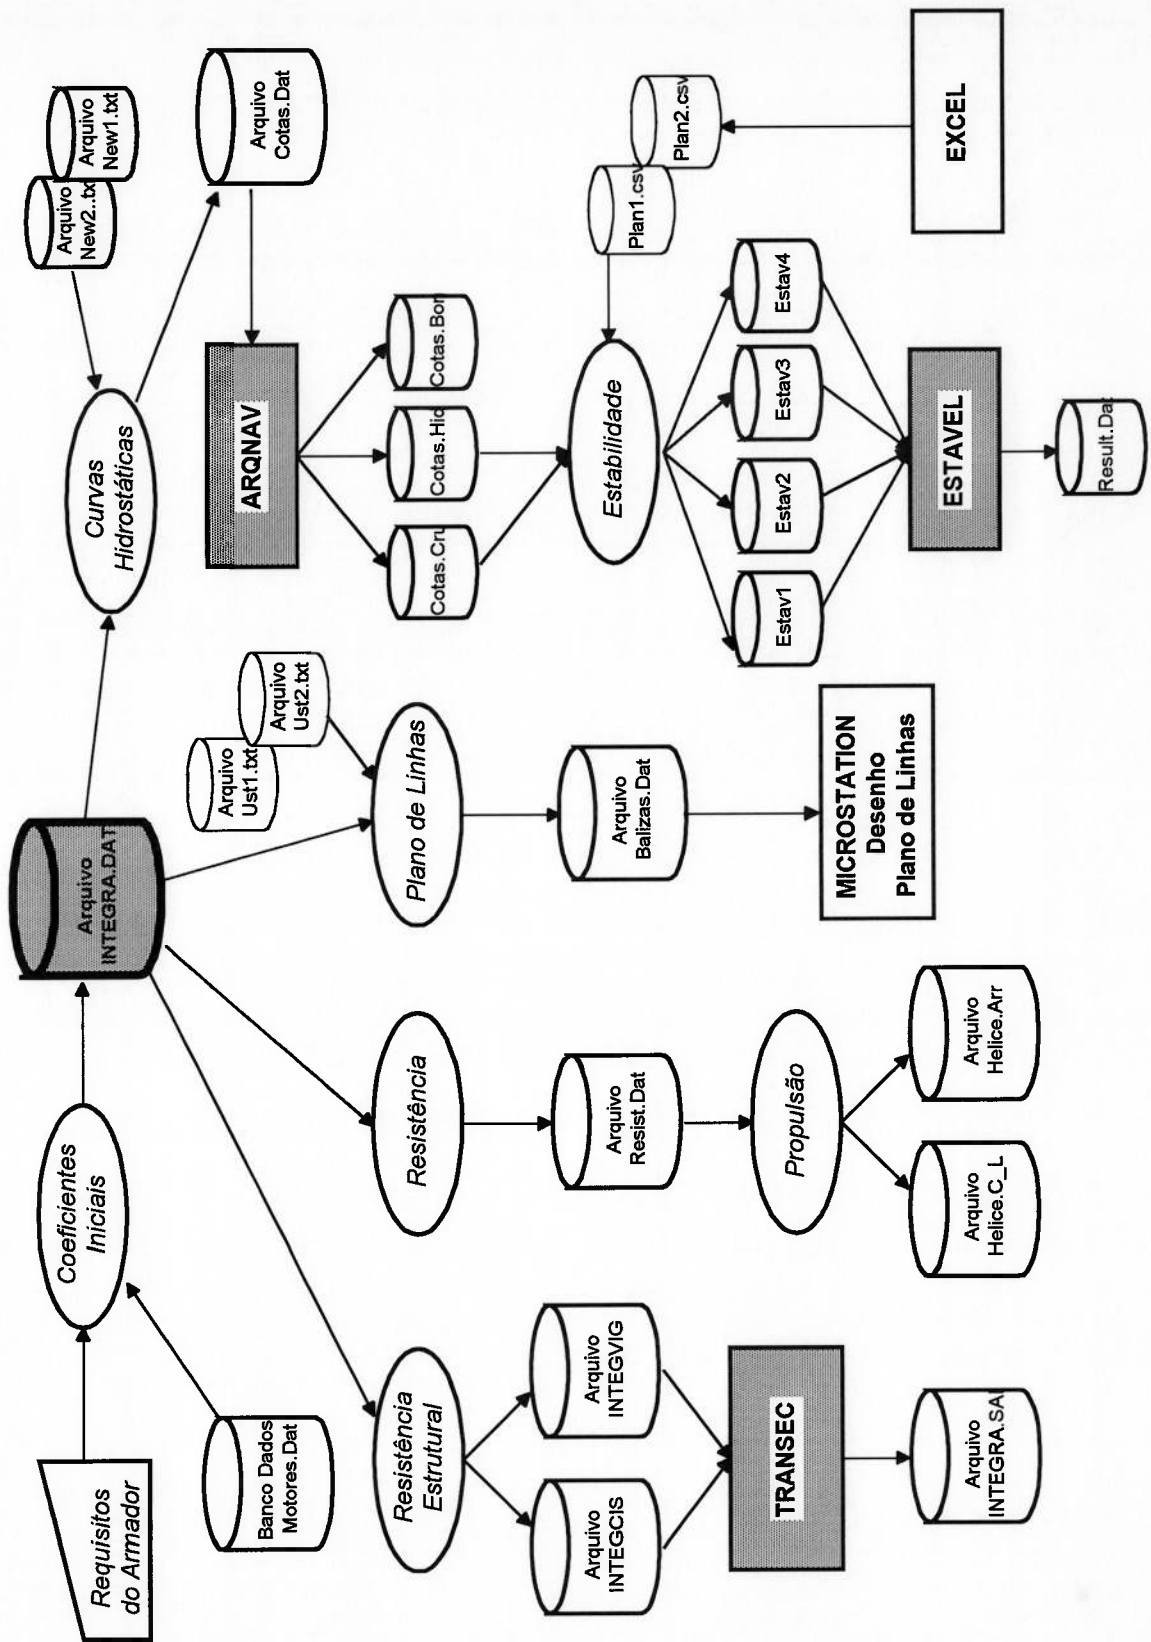 Requisitos
do Armador
Banco Dados
Motores.Dat
Coeficientes
Iniciais
Arquivo
INTEGRA.DAT
Curvas
Hidrostáticas
Arquivo
New2..tx
Arquivo
New1.txt
Arquivo
Cotas.Dat
ARQNAV
Cotas.Cru
Cotas.Hid
Cotas.Bon
Estabilidade
Plan1.csv
Plan2.csv
EXCEL
Estav1
Estav2
Estav3
Estav4
ESTAVEL
Result.Dat
Arquivo
Ust1.txt
Arquivo
Ust2.txt
Plano de Linhas
Arquivo
Balizas.Dat
MICROSTATION
Desenho
Plano de Linhas
Resistência
Arquivo
Resist.Dat
Propulsão
Arquivo
Helice.C_L
Arquivo
Helice.Arr
Resistência
Estrutural
Arquivo
INTEGCIS
Arquivo
INTEGVIG
TRANSEC
Arquivo
INTEGRA.SAI